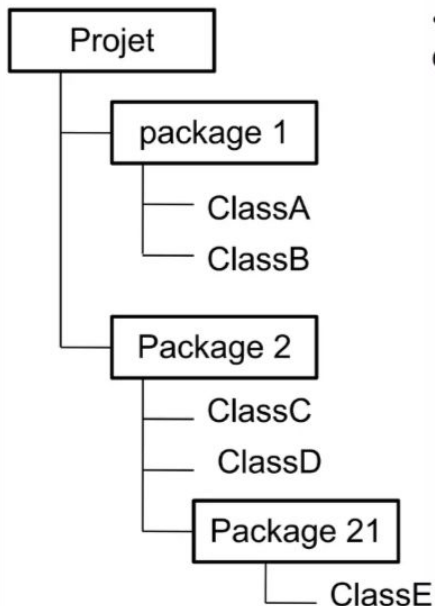 Projet
package 1
ClassA
ClassB
Package 2
ClassC
ClassD
Package 21
ClassE